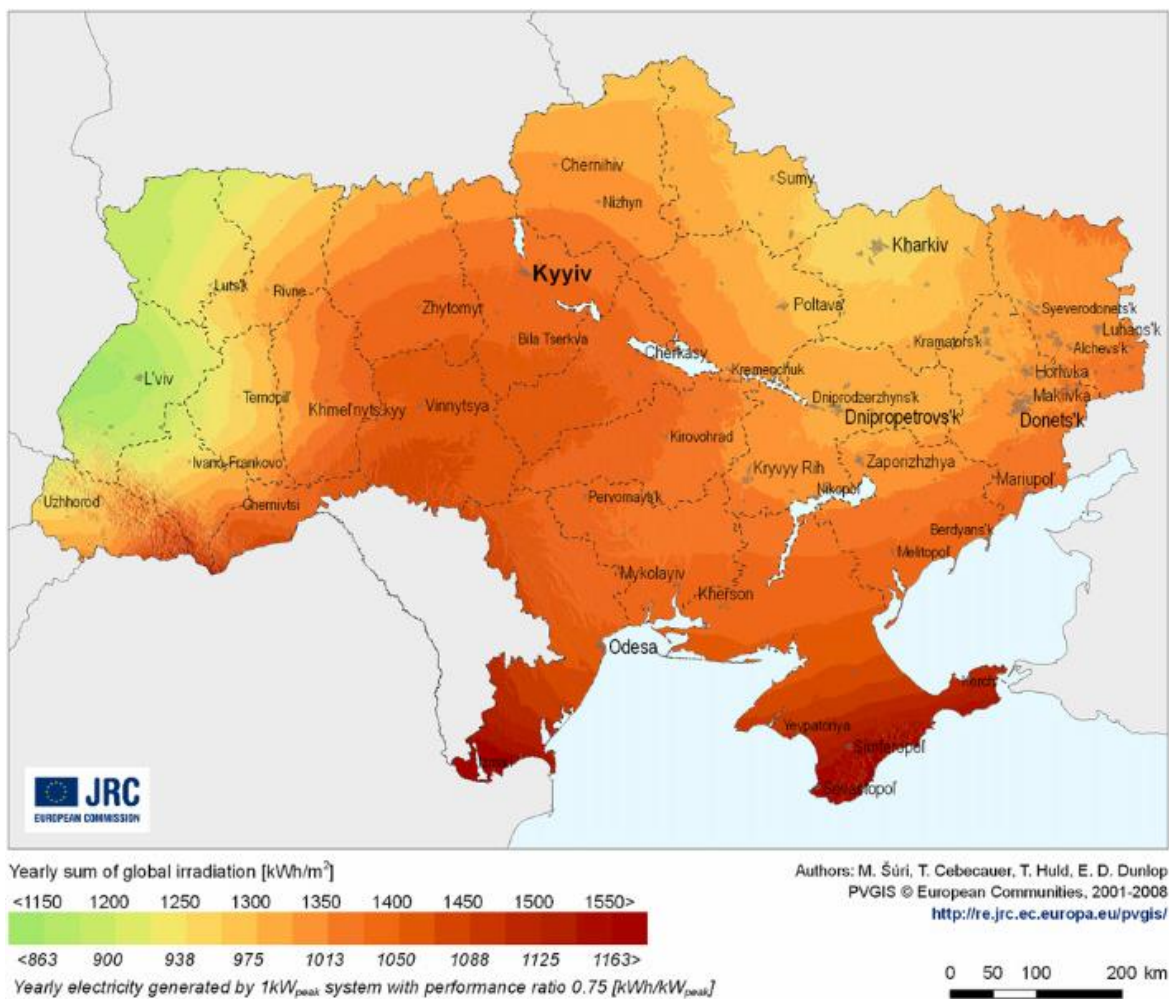 Chernihiv
Sumy
Nizhyn
Kharkiv
Kyyiv
Luts'k
Rivne
Zhytomyr
Poltava
Syeverodonets'k
Luhans'k
Bila Tserkva
Cherkasy
Kramators'k
Alchevs'k
L'viv
Kremenchuk
Horlivka
Ternopil'
Khmel'nyts.kyy
Vinnytsya
Dniprodzerzhyns'k
Makiivka
Dnipropetrovs'k
Donets'k
Kirovohrad
Ivano-Frankovo
Kryvyy Rih
Zaporizhzhya
Uzhhorod
Chernivtsi
Pervomays'k
Nikopol'
Mariupol'
Berdyans'k
Melitopol'
Mykolayiv
Kherson
Odesa
Kerch
Yevpatoriya
Simferopol'
Izmayil
Sevastopol'
JRC
EUROPEAN COMMISSION
Yearly sum of global irradiation [kWh/m²]
<1150 1200 1250 1300 1350 1400 1450 1500 1550>
<863 900 938 975 1013 1050 1088 1125 1163>
Yearly electricity generated by 1kWpeak system with performance ratio 0.75 [kWh/kWpeak]
Authors: M. Šúri, T. Cebecauer, T. Huld, E. D. Dunlop
PVGIS © European Communities, 2001-2008
http://re.jrc.ec.europa.eu/pvgis/
0 50 100 200 km